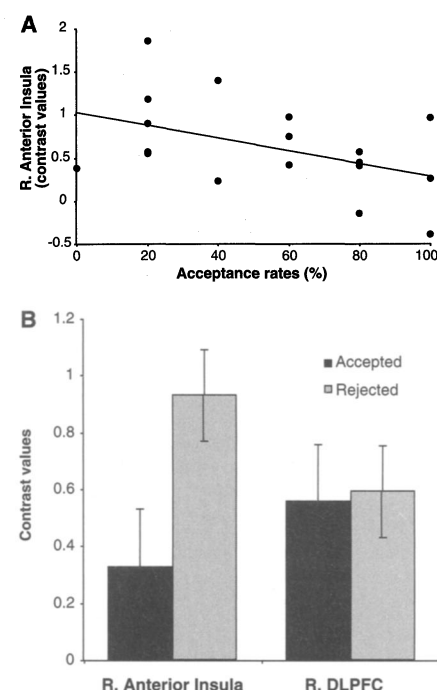 A
R. Anterior Insula
(contrast values)
2
1.5
1
0.5
0
-0.5
0 20 40 60 80 100
Acceptance rates (%)
B
Contrast values
1.2
1
0.8
0.6
0.4
0.2
0
Accepted
Rejected
R. Anterior Insula R. DLPFC